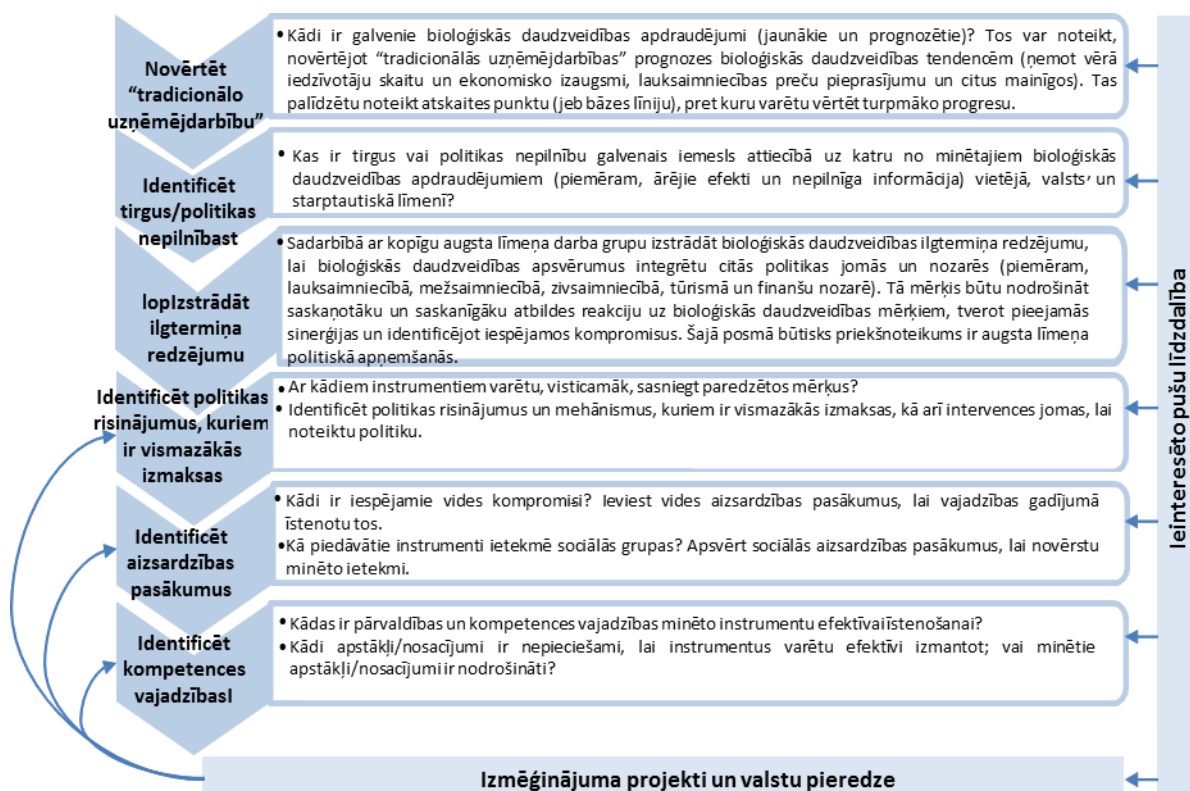 Novērtēt
“tradicionālo
uzņēmējdarbību”
• Kādi ir galvenie bioloģiskās daudzveidības apdraudējumi (jaunākie un prognozētie)? Tos var noteikt,
novērtējot “tradicionālās uzņēmējdarbības” prognozes bioloģiskās daudzveidības tendencēm (ņemot vērā
iedzīvotāju skaitu un ekonomisko izaugsmi, lauksaimniecības preču pieprasījumu un citus mainīgos). Tas
palīdzētu noteikt atskaites punktu (jeb bāzes līniju), pret kuru varētu vērtēt turpmāko progresu.
Identificēt
tirgus/politikas
nepilnībast
• Kas ir tirgus vai politikas nepilnību galvenais iemesls attiecībā uz katru no minētajiem bioloģiskās
daudzveidības apdraudējumiem (piemēram, ārējie efekti un nepilnīga informācija) vietējā, valsts, un
starptautiskā līmenī?
lopIzstrādāt
ilgtermiņa
redzējumu
• Sadarbībā ar kopīgu augsta līmeņa darba grupu izstrādāt bioloģiskās daudzveidības ilgtermiņa redzējumu,
lai bioloģiskās daudzveidības apsvērumus integrētu citās politikas jomās un nozarēs (piemēram,
lauksaimniecībā, mežsaimniecībā, zivsaimniecībā, tūrismā un finanšu nozarē). Tā mērķis būtu nodrošināt
saskaņotāku un saskanīgāku atbildes reakciju uz bioloģiskās daudzveidības mērķiem, tverot pieejamās
sinerģijas un identificējot iespējamos kompromisus. Šajā posmā būtisks priekšnoteikums ir augsta līmeņa
politiskā apņemšanās.
Identificēt politikas
risinājumus, kuriem
ir vismazākās
izmaksas
• Ar kādiem instrumentiem varētu, visticamāk, sasniegt paredzētos mērķus?
• Identificēt politikas risinājumus un mehānismus, kuriem ir vismazākās izmaksas, kā arī intervences jomas, lai
noteiktu politiku.
Identificēt
aizsardzības
pasākumus
• Kādi ir iespējamie vides kompromisi? Ieviest vides aizsardzības pasākumus, lai vajadzības gadījumā
īstenotu tos.
• Kā piedāvātie instrumenti ietekmē sociālās grupas? Apsvērt sociālās aizsardzības pasākumus, lai novērstu
minēto ietekmi.
Identificēt
kompetences
vajadzībasI
• Kādas ir pārvaldības un kompetences vajadzības minēto instrumentu efektīvai īstenošanai?
• Kādi apstākļi/nosacījumi ir nepieciešami, lai instrumentus varētu efektīvi izmantot; vai minētie
apstākļi/nosacījumi ir nodrošināti?
Izmēģinājuma projekti un valstu pieredze
Ieinteresēto pušu līdzdalība